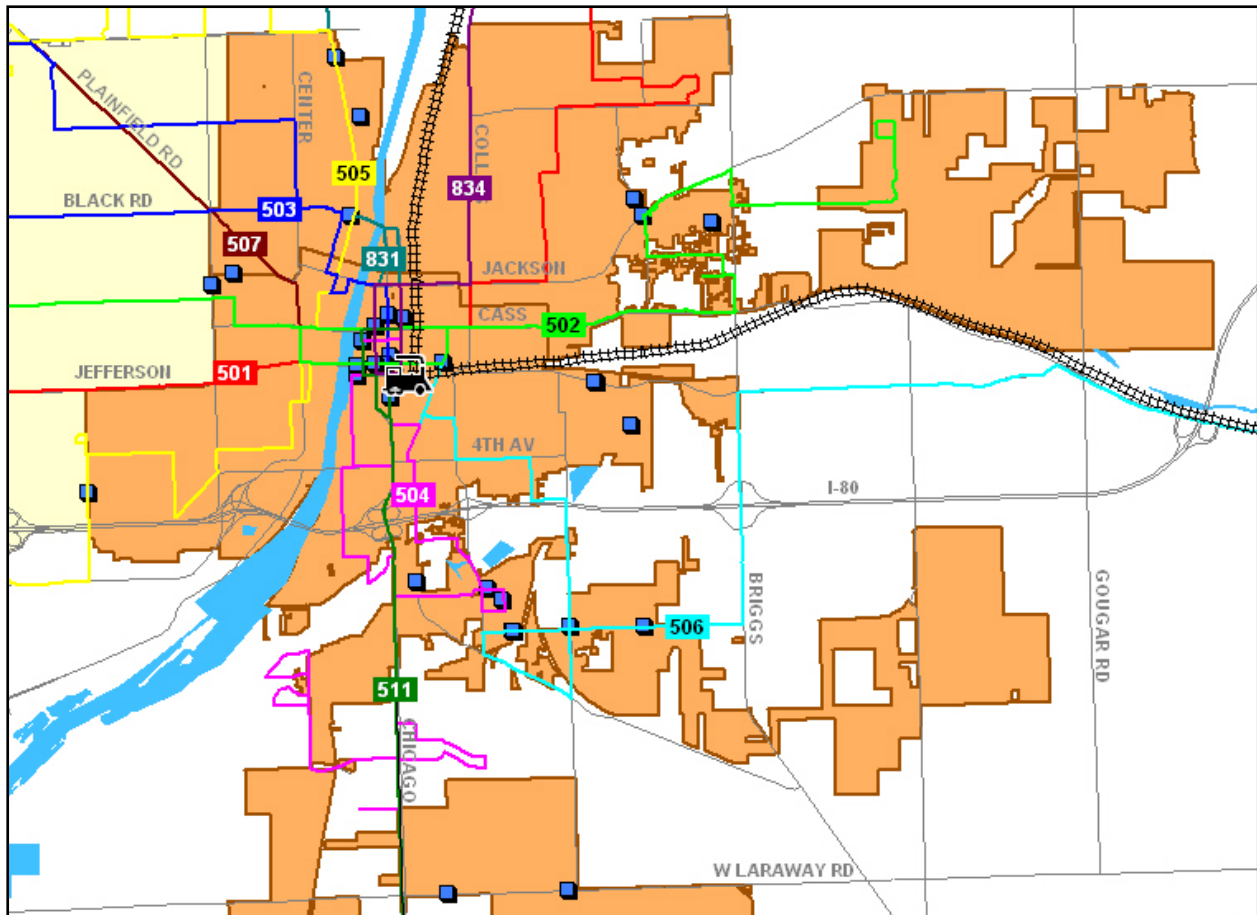 PLAINFIELD RD
CENTER
COLL S
505
834
BLACK RD
503
507
831
JACKSON
CASS
502
JEFFERSON
501
4TH AV
504
I-80
BRIGGS
GOUGAR RD
506
511
CHICAGO
W LARAWAY RD